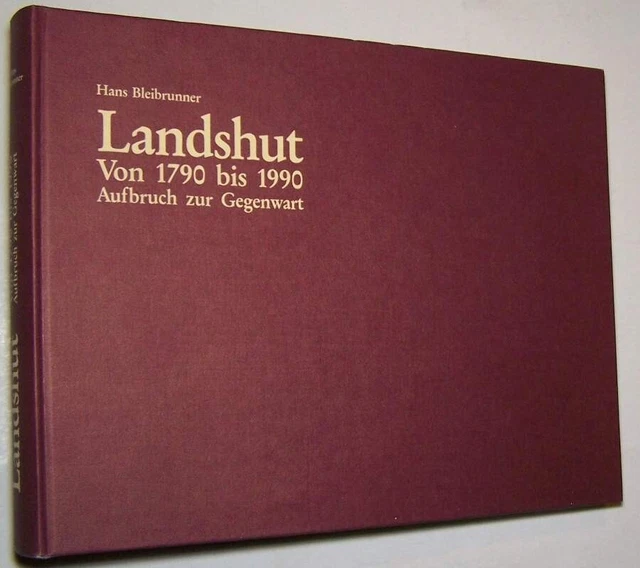 Hans Bleibrunner
Landshut
Von 1790 bis 1990
Aufbruch zur Gegenwart
Landshut
Aufbruch zur Gegenwart